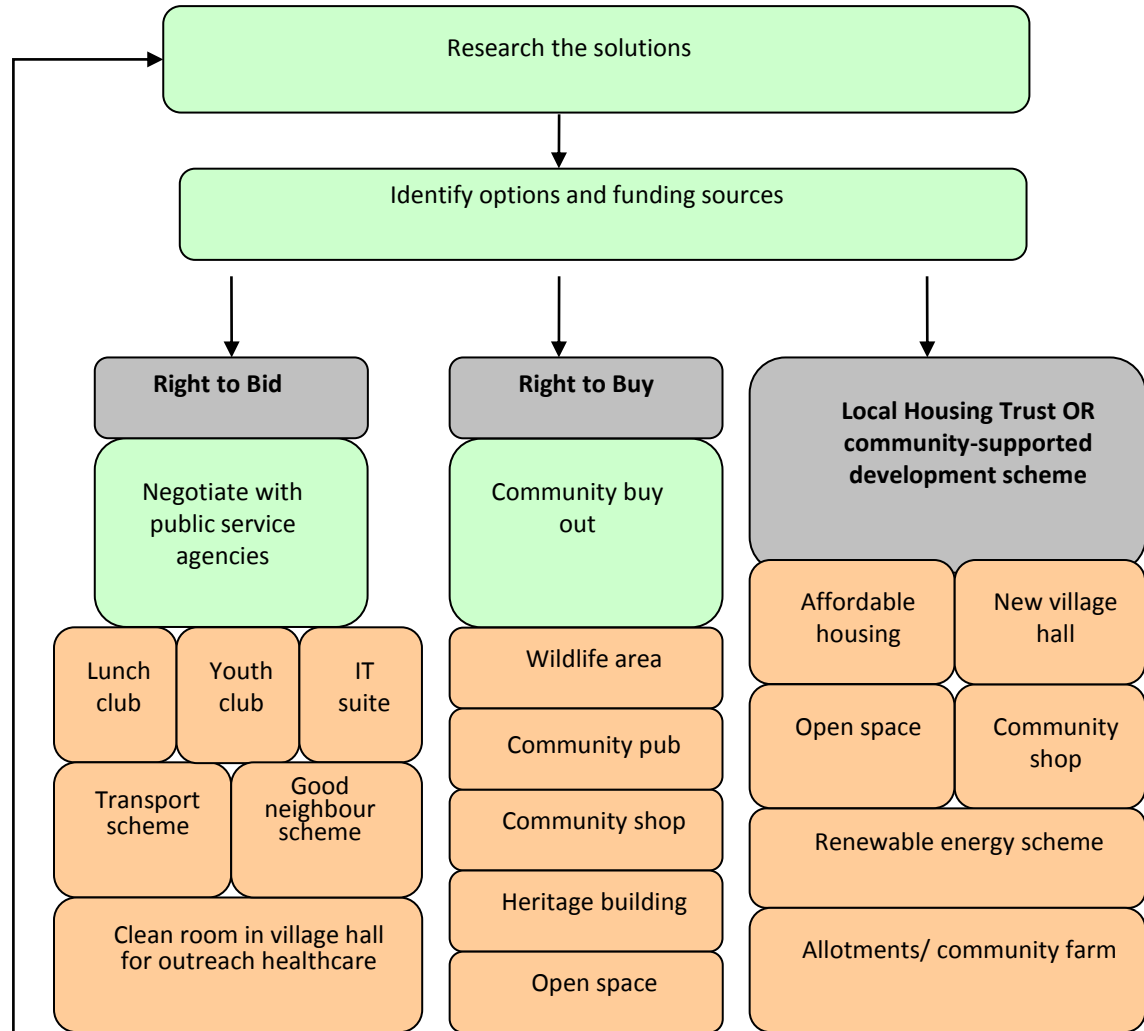 Research the solutions
Identify options and funding sources
Right to Bid
Negotiate with
public service
agencies
Lunch
club
Youth
club
IT
suite
Transport
scheme
Good
neighbour
scheme
Clean room in village hall
for outreach healthcare
Right to Buy
Community buy
out
Wildlife area
Community pub
Community shop
Heritage building
Open space
Local Housing Trust OR
community-supported
development scheme
Affordable
housing
New village
hall
Open space
Community
shop
Renewable energy scheme
Allotments/ community farm